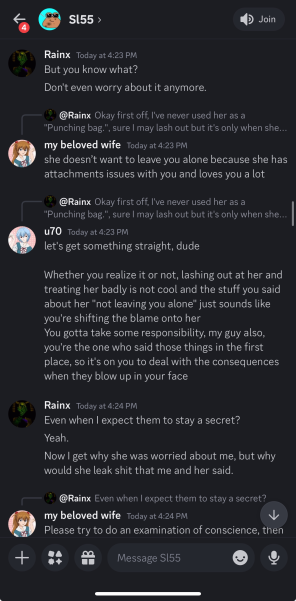 4
Sl55 ›
Join
Rainx Today at 4:23 PM
But you know what?
Don't even worry about it anymore.
@Rainx Okay first off, I've never used her as a
"Punching bag.", sure I may lash out but it's only when she...
my beloved wife Today at 4:23 PM
she doesn't want to leave you alone because she has
attachments issues with you and loves you a lot
@Rainx Okay first off, I've never used her as a
"Punching bag.", sure I may lash out but it's only when she...
u70 Today at 4:23 PM
let's get something straight, dude
Whether you realize it or not, lashing out at her and
treating her badly is not cool and the stuff you said
about her "not leaving you alone" just sounds like
you're shifting the blame onto her
You gotta take some responsibility, my guy also,
you're the one who said those things in the first
place, so it's on you to deal with the consequences
when they blow up in your face
Rainx Today at 4:24 PM
Even when I expect them to stay a secret?
Yeah.
Now I get why she was worried about me, but why
would she leak shit that me and her said.
@Rainx Even when I expect them to stay a secret?
my beloved wife Today at 4:24 PM
Please try to do an examination of conscience, then
Message Sl55